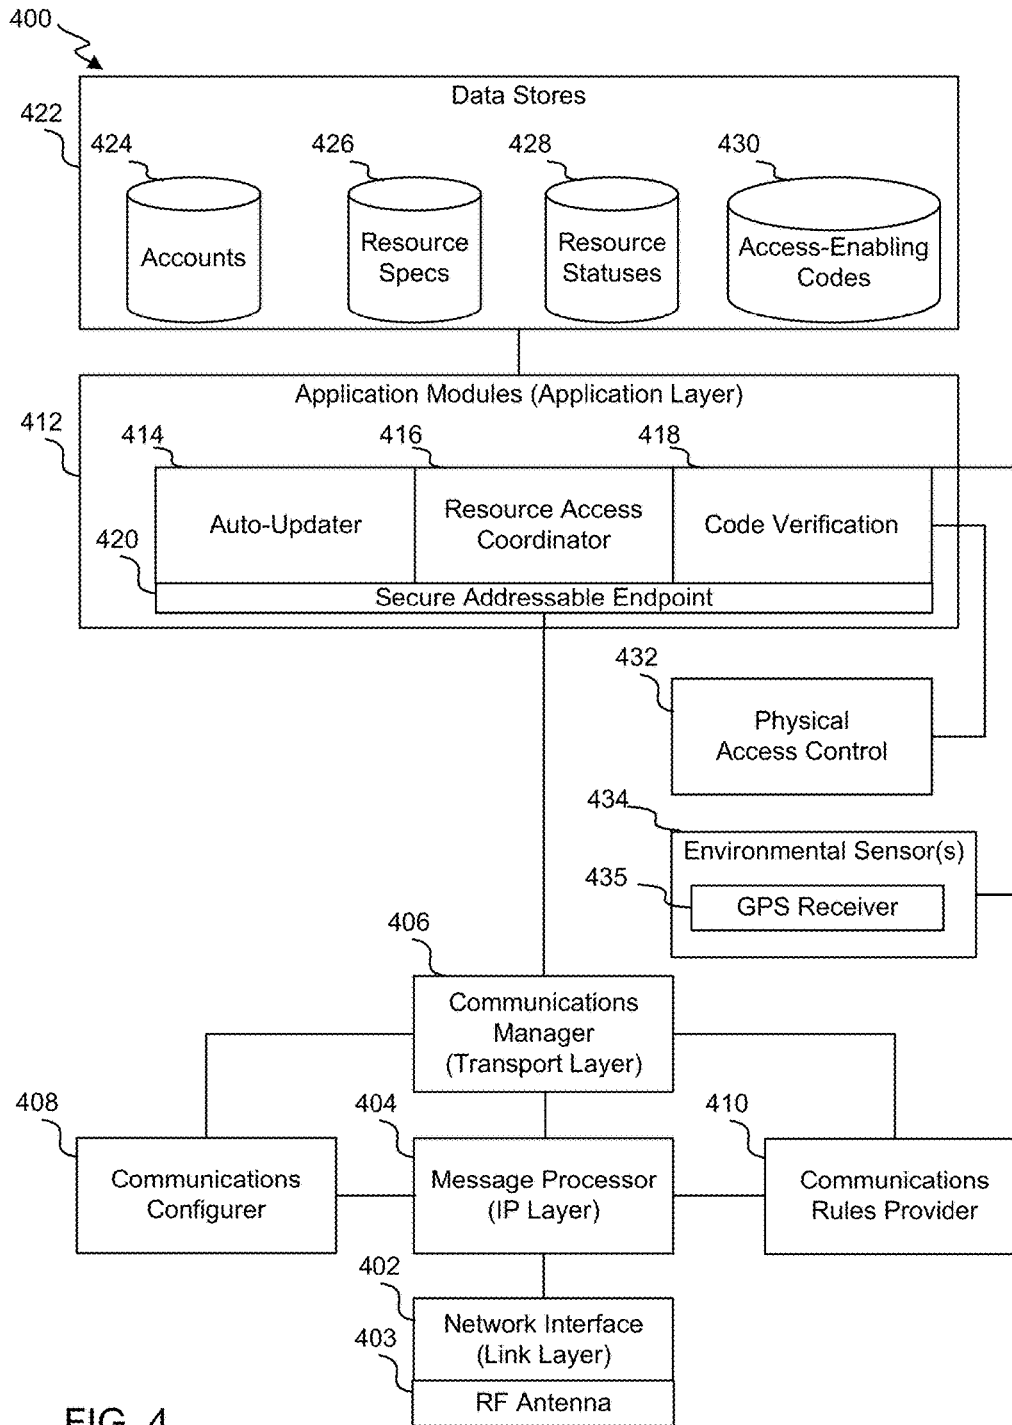 400
Data Stores
422
424
426
428
430
Accounts
Resource
Specs
Resource
Statuses
Access-Enabling
Codes
Application Modules (Application Layer)
412
414
416
418
Auto-Updater
Resource Access
Coordinator
Code Verification
420
Secure Addressable Endpoint
432
Physical
Access Control
434
Environmental Sensor(s)
435
GPS Receiver
406
Communications
Manager
(Transport Layer)
408
404
410
Communications
Configurer
Message Processor
(IP Layer)
Communications
Rules Provider
402
Network Interface
(Link Layer)
403
RF Antenna
FIG. 4